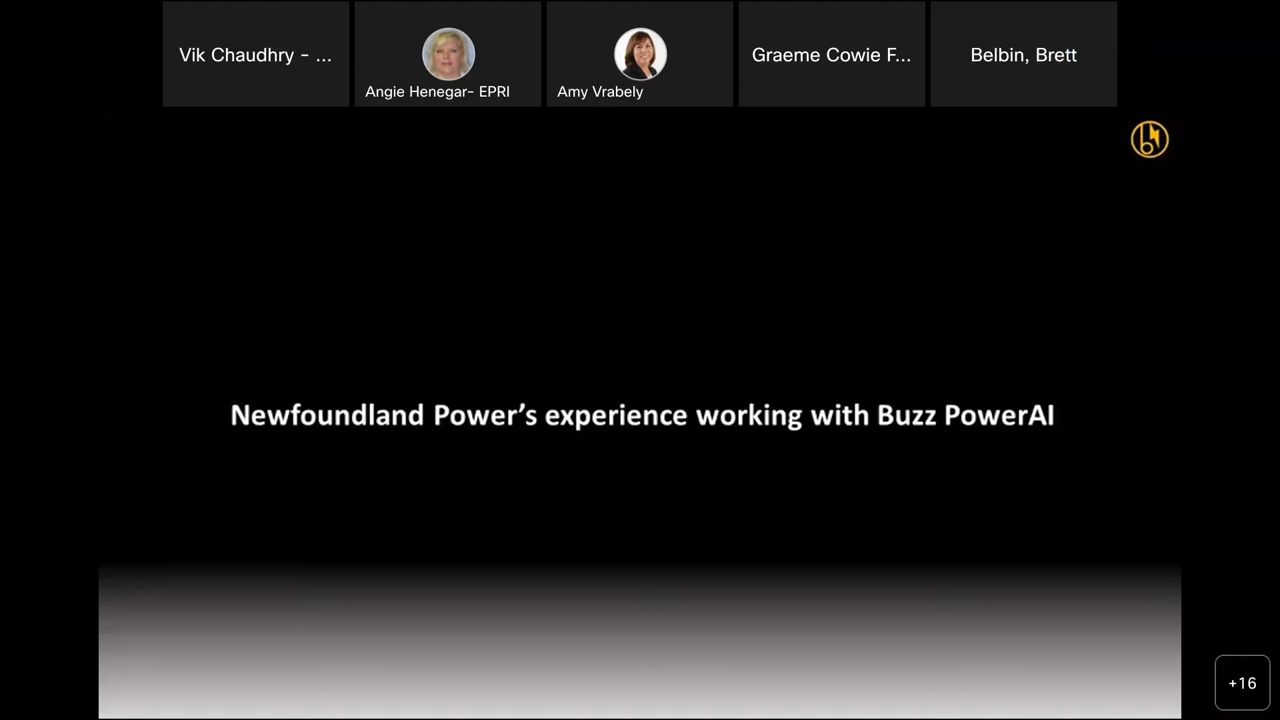 Vik Chaudhry - ...
Angie Henegar- EPRI
Amy Vrabely
Graeme Cowie F...
Belbin, Brett
Newfoundland Power’s experience working with Buzz PowerAI
+16